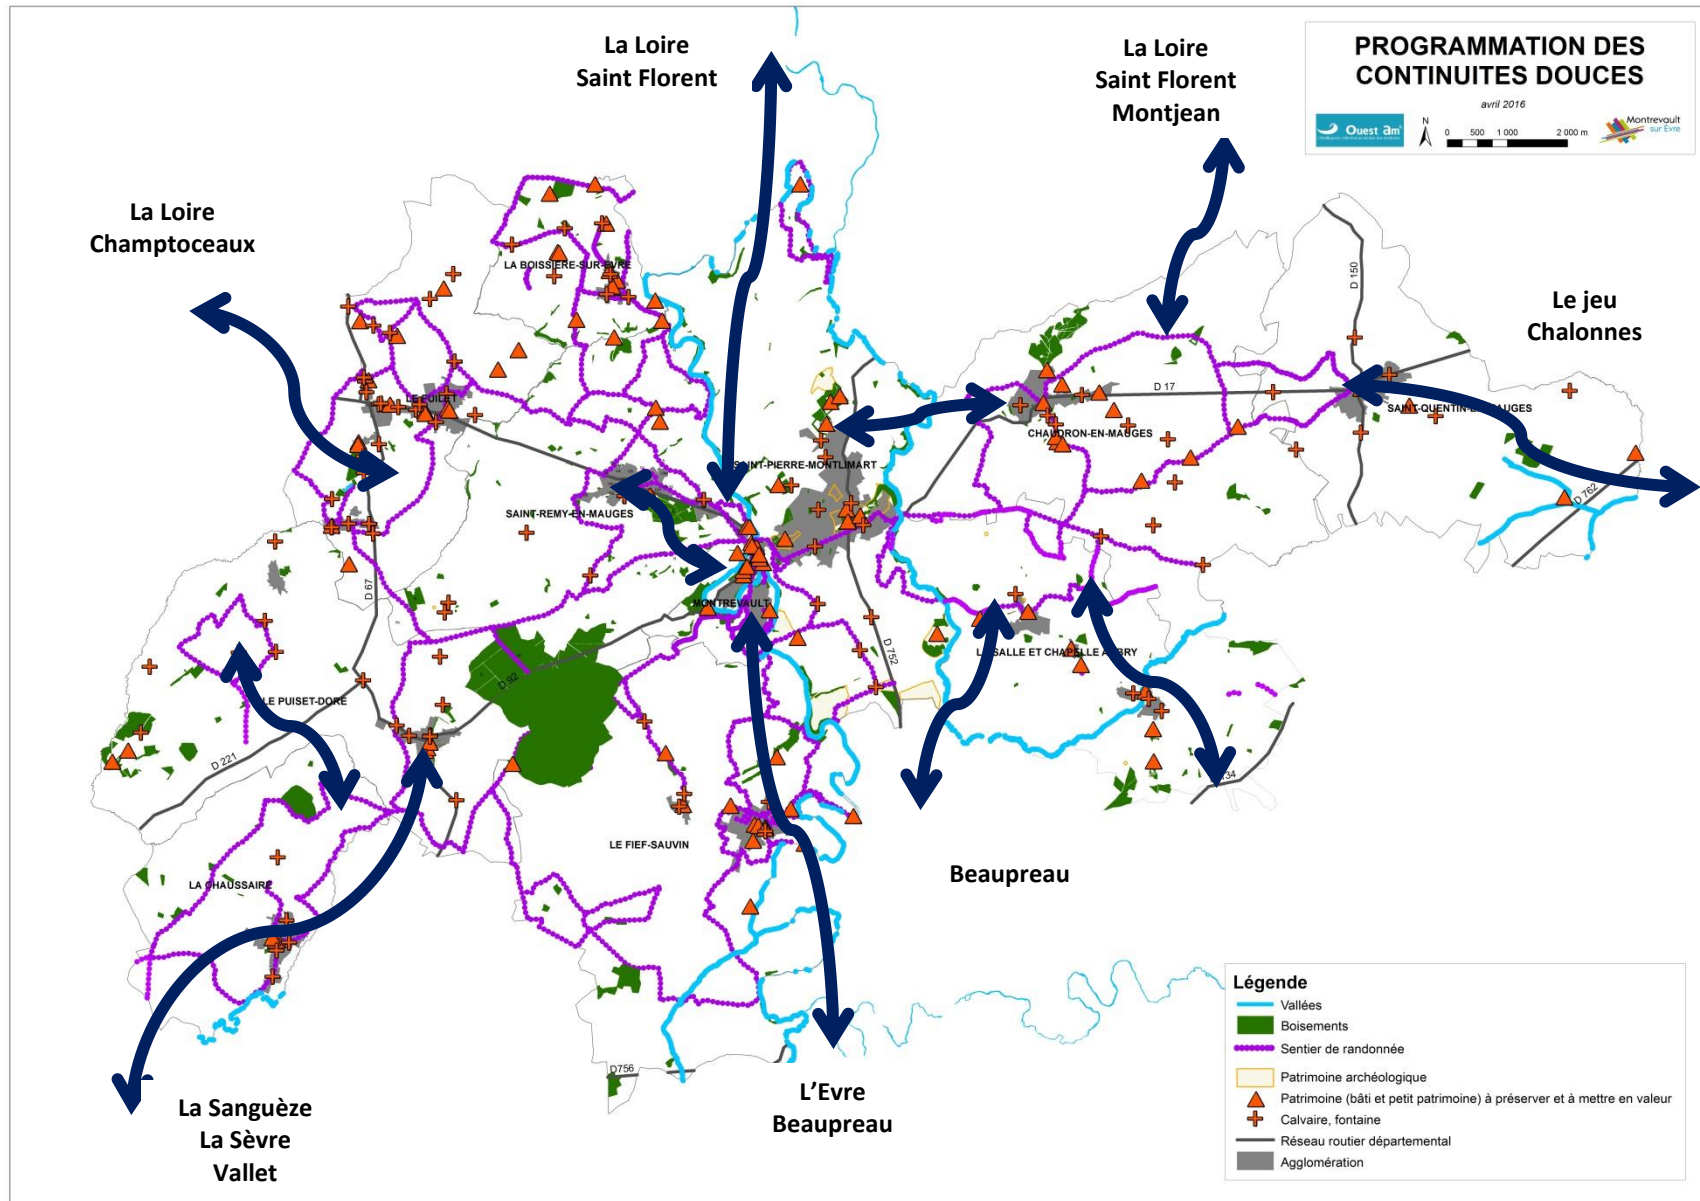 La Loire
Saint Florent
La Loire
Saint Florent
Montjean
PROGRAMMATION DES
CONTINUITES DOUCES
avril 2016
Ouest am'
N
0 500 1 000 2 000 m
Montrevault
sur Èvre
La Loire
Champtoceaux
Le jeu
Chalonnes
LA BOISSIERE-SUR-EVRE
D 150
D 17
LE FUILET
SAINT-QUENTIN-EN-MAUGES
CHAUDRON-EN-MAUGES
SAINT-PIERRE-MONTLIMART
SAINT-REMY-EN-MAUGES
D 762
D 67
MONTREVAULT
D 752
LA SALLE ET CHAPELLE AUBRY
D 92
LE PUISET-DORE
D 221
LE FIEF-SAUVIN
LA CHAUSSAIRE
Beaupreau
D756
L'Evre
Beaupreau
La Sanguèze
La Sèvre
Vallet
Légende
Vallées
Boisements
Sentier de randonnée
Patrimoine archéologique
Patrimoine (bâti et petit patrimoine) à préserver et à mettre en valeur
Calvaire, fontaine
Réseau routier départemental
Agglomération